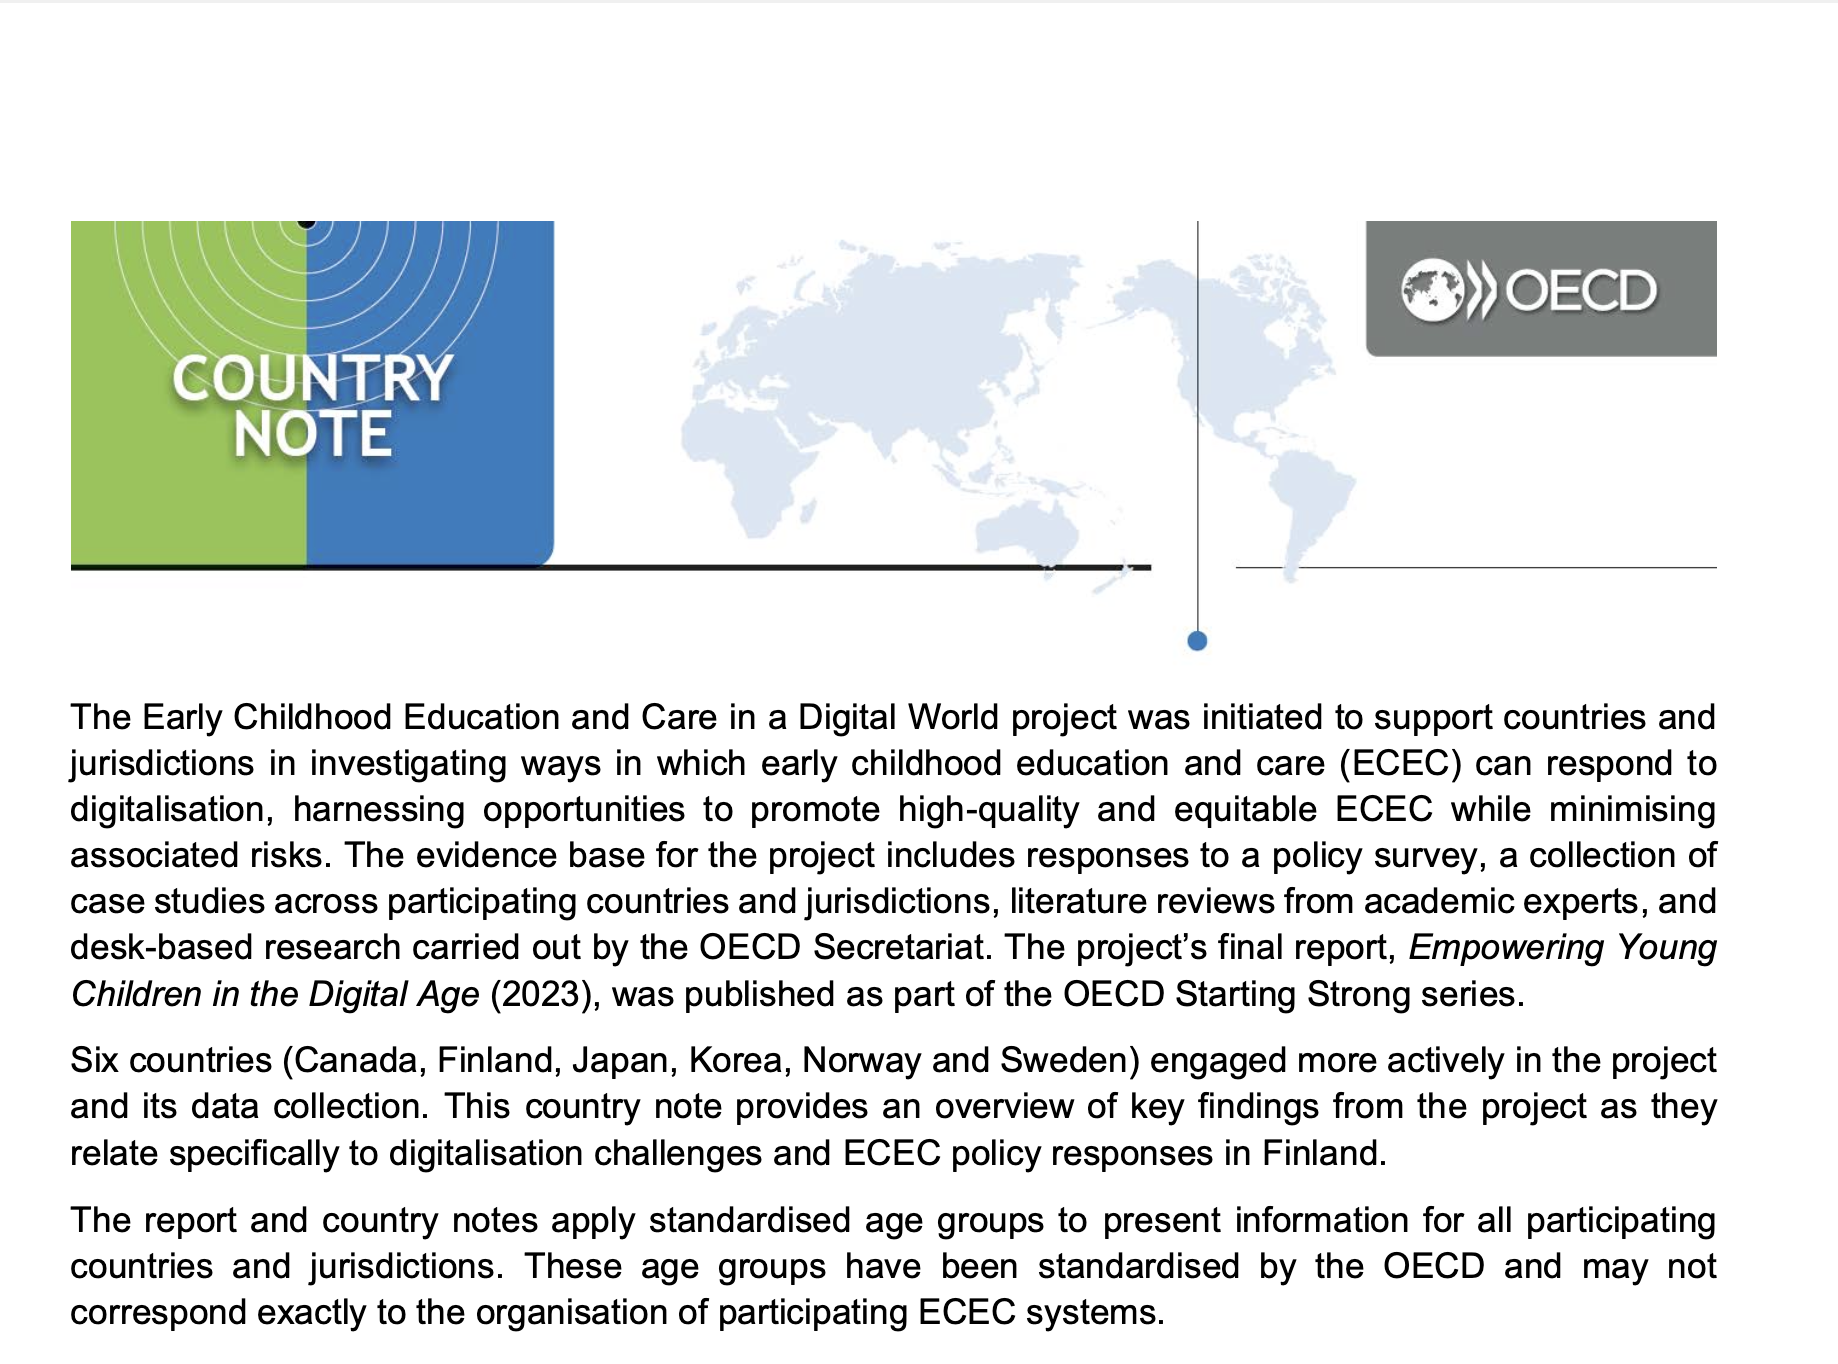 COUNTRY
NOTE
OECD
The Early Childhood Education and Care in a Digital World project was initiated to support countries and
jurisdictions in investigating ways in which early childhood education and care (ECEC) can respond to
digitalisation, harnessing opportunities to promote high-quality and equitable ECEC while minimising
associated risks. The evidence base for the project includes responses to a policy survey, a collection of
case studies across participating countries and jurisdictions, literature reviews from academic experts, and
desk-based research carried out by the OECD Secretariat. The project’s final report, Empowering Young
Children in the Digital Age (2023), was published as part of the OECD Starting Strong series.
Six countries (Canada, Finland, Japan, Korea, Norway and Sweden) engaged more actively in the project
and its data collection. This country note provides an overview of key findings from the project as they
relate specifically to digitalisation challenges and ECEC policy responses in Finland.
The report and country notes apply standardised age groups to present information for all participating
countries and jurisdictions. These age groups have been standardised by the OECD and may not
correspond exactly to the organisation of participating ECEC systems.